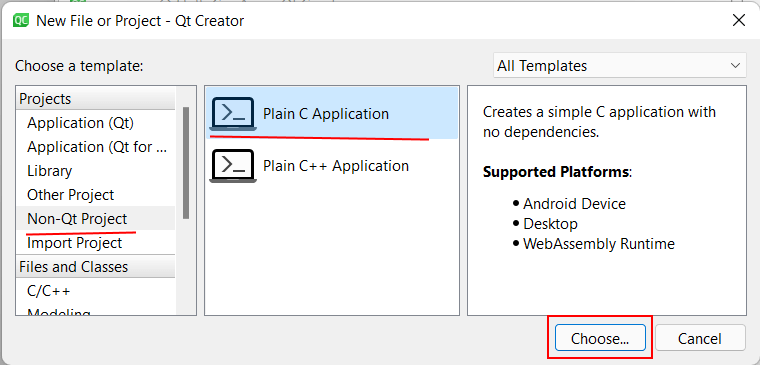 QC New File or Project - Qt Creator
Choose a template:
All Templates
Projects
Application (Qt)
Application (Qt for ...
Library
Other Project
Non-Qt Project
Import Project
Files and Classes
C/C++
Modeling
Plain C Application
Plain C++ Application
Creates a simple C application with
no dependencies.
Supported Platforms:
• Android Device
• Desktop
• WebAssembly Runtime
Choose...
Cancel